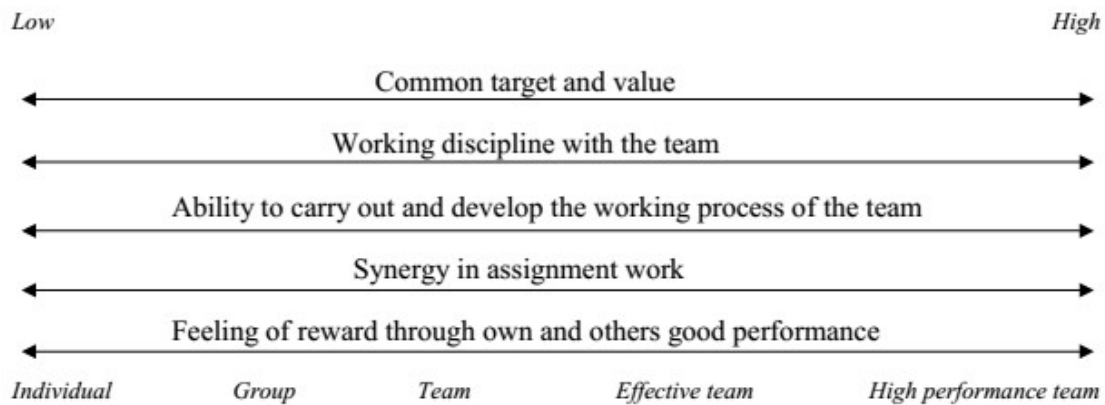 Low High
Common target and value
Working discipline with the team
Ability to carry out and develop the working process of the team
Synergy in assignment work
Feeling of reward through own and others good performance
Individual Group Team Effective team High performance team